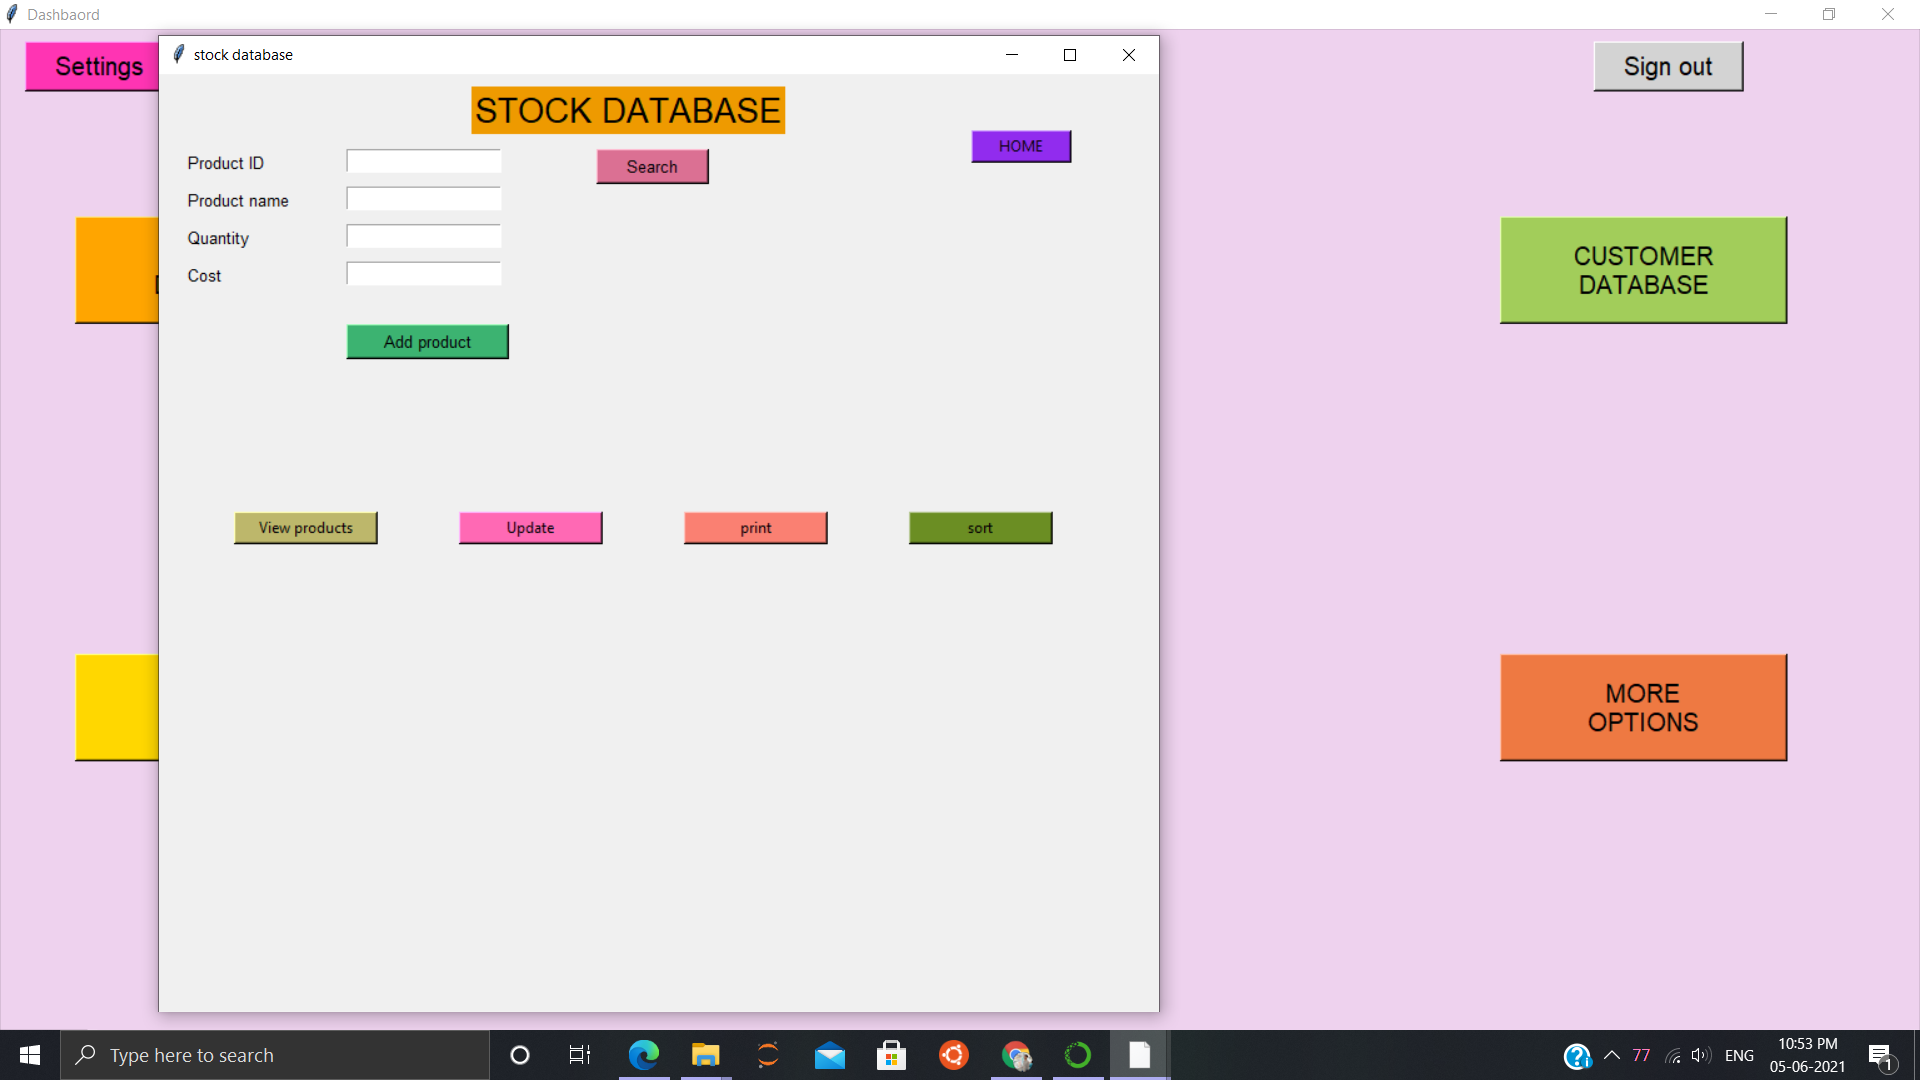 Dashbaord
stock database
Settings
Sign out
STOCK DATABASE
HOME
Product ID
Search
Product name
Quantity
Cost
Add product
CUSTOMER
DATABASE
View products
Update
print
sort
MORE
OPTIONS
Type here to search
77
ENG
10:53 PM
05-06-2021
1